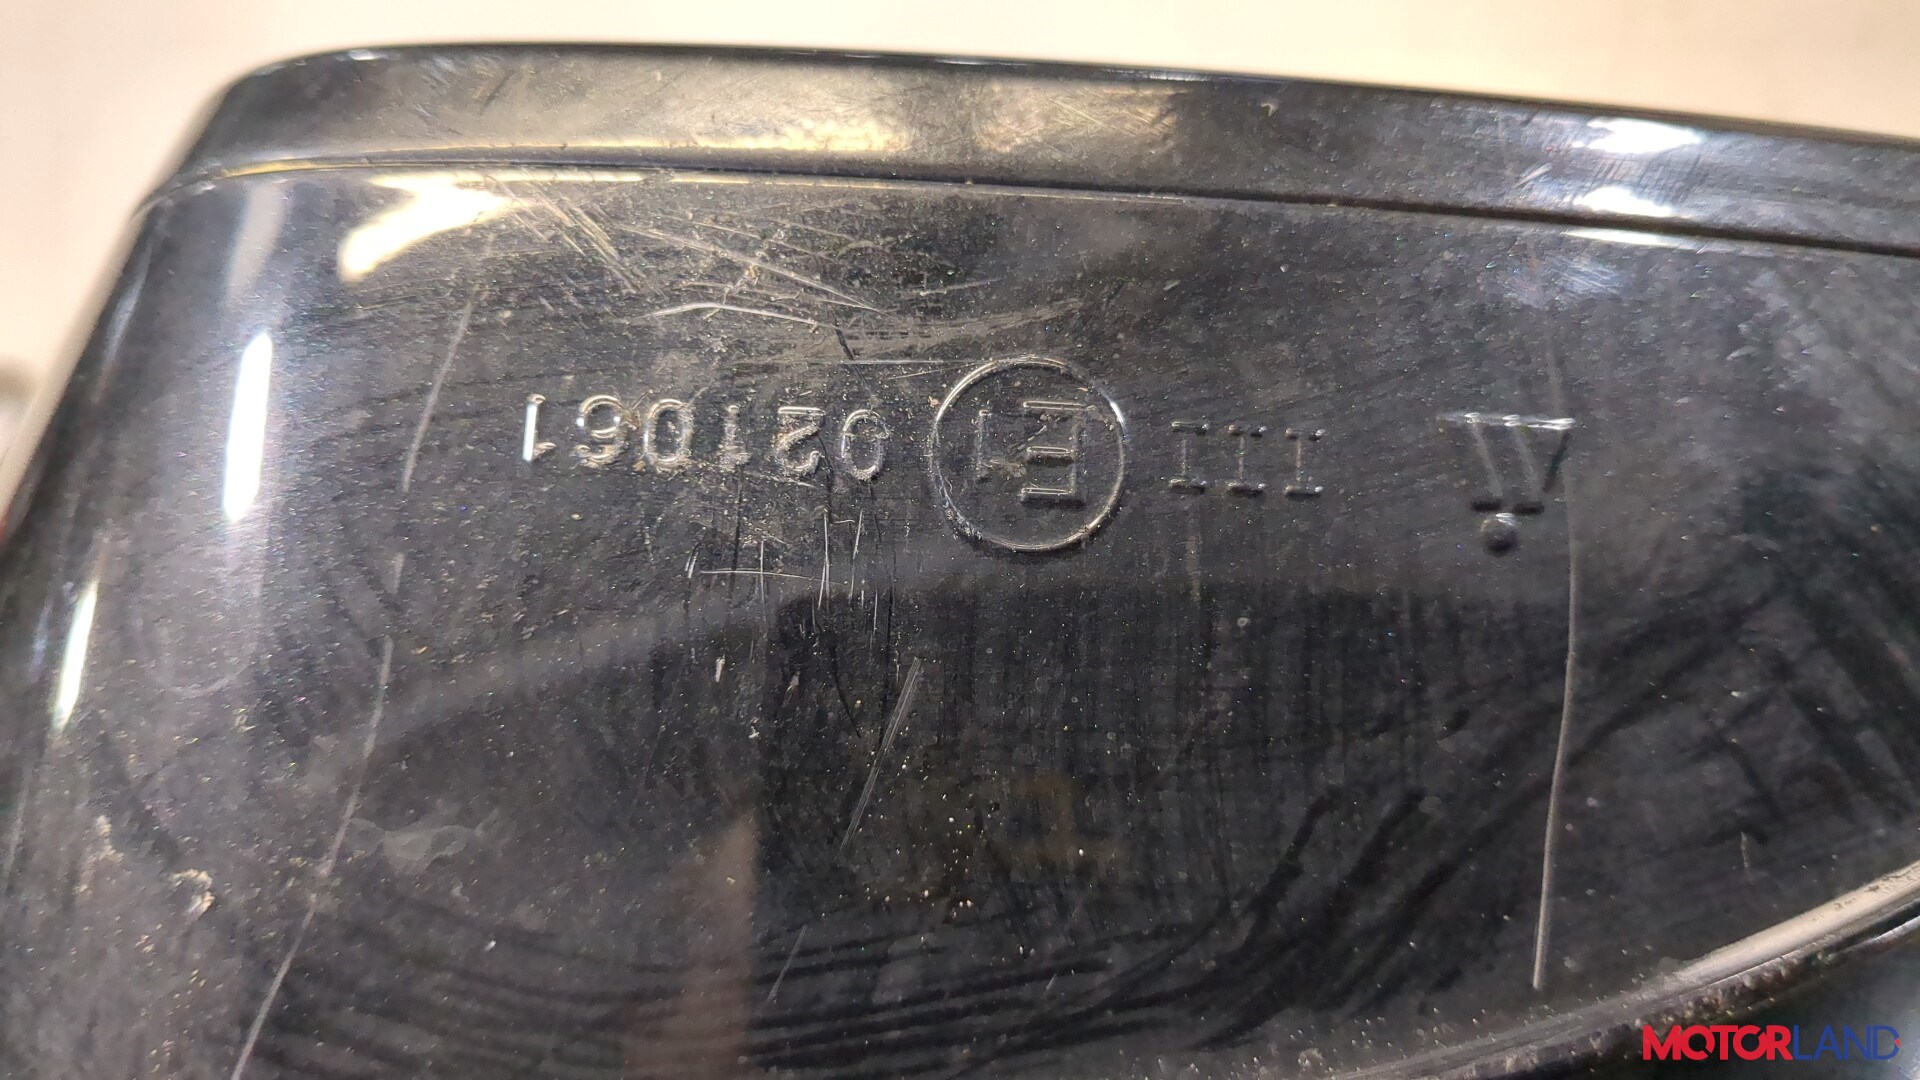 III E1 021061
MOTORLAND